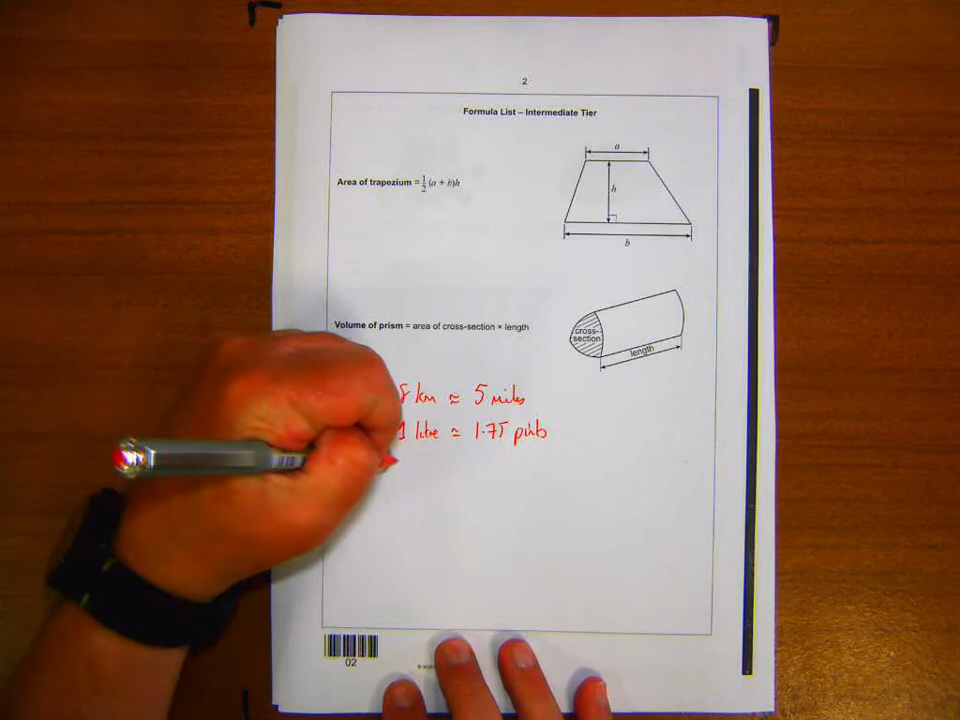 2
Formula List – Intermediate Tier
a
Area of trapezium = 1/2 (a + b)h
h
b
Volume of prism = area of cross-section × length
cross-
section
length
8 km ≈ 5 miles
1 litre ≈ 1.75 pints
02